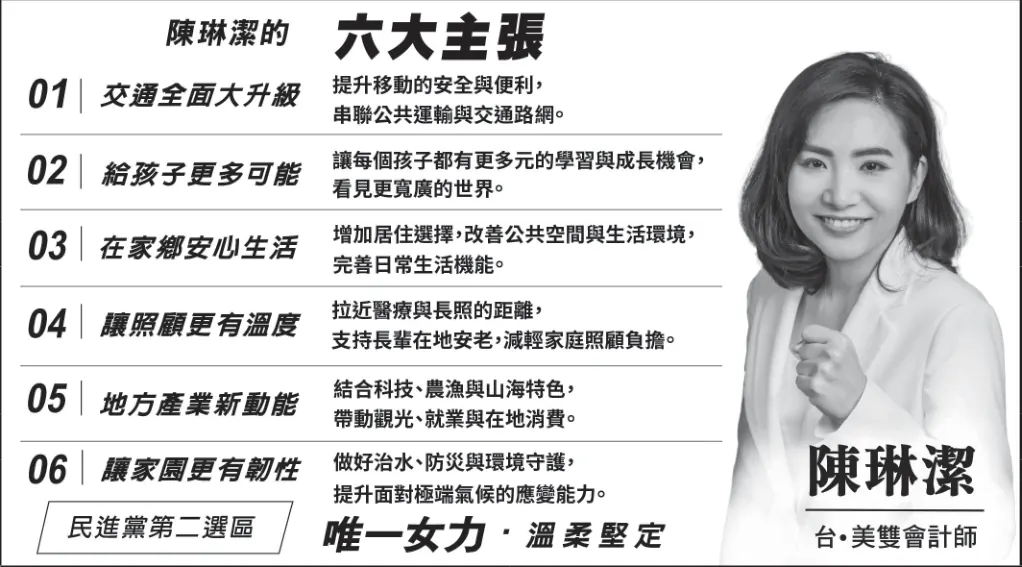 陳琳潔的 六大主張
01 交通全面大升級
提升移動的安全與便利，
串聯公共運輸與交通路網。
02 給孩子更多可能
讓每個孩子都有更多元的學習與成長機會，
看見更寬廣的世界。
03 在家鄉安心生活
增加居住選擇，改善公共空間與生活環境，
完善日常生活機能。
04 讓照顧更有溫度
拉近醫療與長照的距離，
支持長輩在地安老，減輕家庭照顧負擔。
05 地方產業新動能
結合科技、農漁與山海特色，
帶動觀光、就業與在地消費。
06 讓家園更有韌性
做好治水、防災與環境守護，
提升面對極端氣候的應變能力。
民進黨第二選區
唯一女力·溫柔堅定
陳琳潔
台•美雙會計師